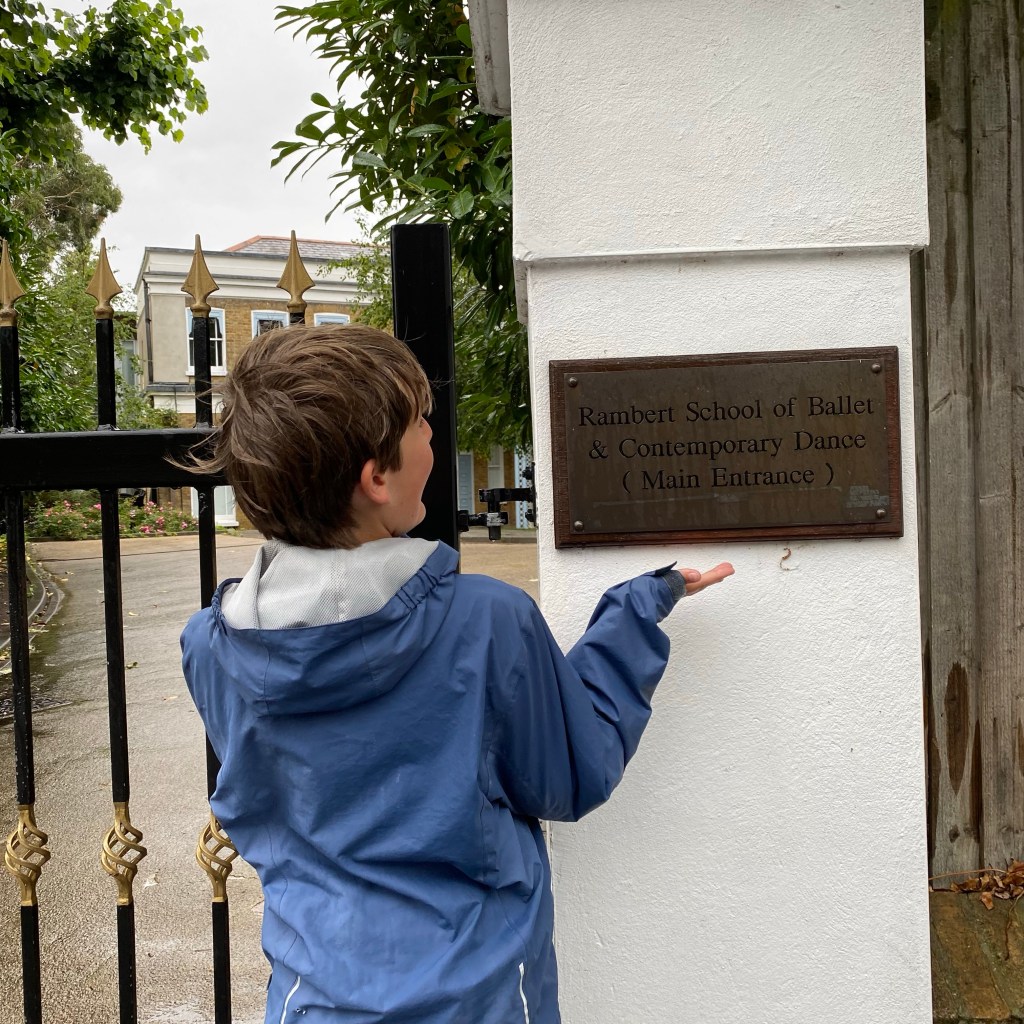 Rambert School of Ballet
& Contemporary Dance
( Main Entrance )